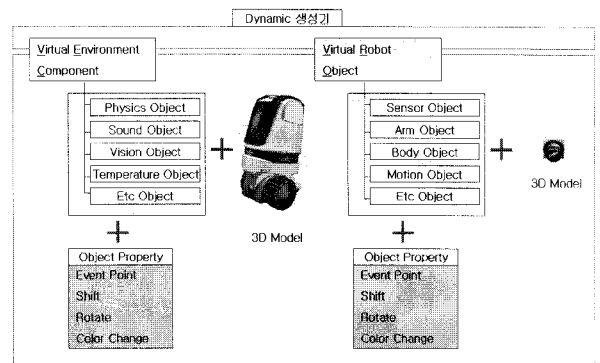 Dynamic 생성기
Virtual Environment
Component
Physics Object
Sound Object
Vision Object
Temperature Object
Etc Object
3D Model
Object Property
Event Point
Shift
Rotate
Color Change
Virtual Robot
Object
Sensor Object
Arm Object
Body Object
Motion Object
Etc Object
3D Model
Object Property
Event Point
Shift
Rotate
Color Change